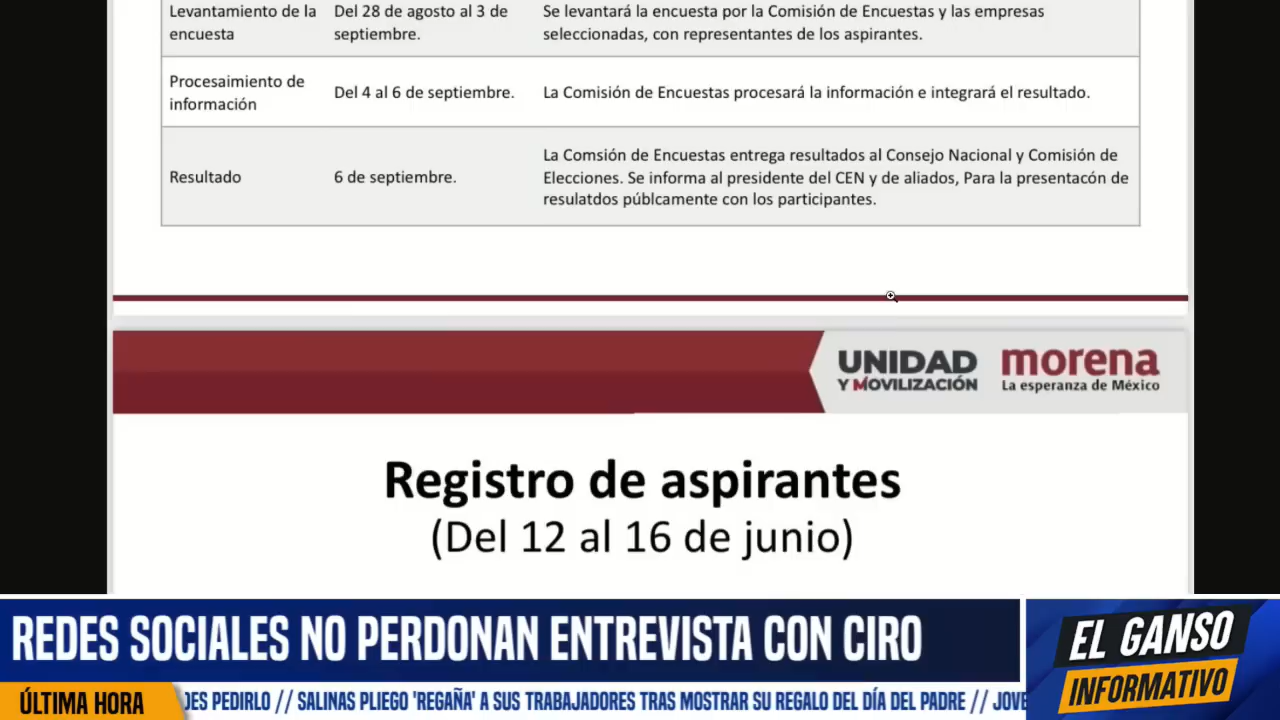 Levantamiento de la
encuesta
Del 28 de agosto al 3 de
septiembre.
Se levantará la encuesta por la Comisión de Encuestas y las empresas
seleccionadas, con representantes de los aspirantes.
Procesaimiento de
información
Del 4 al 6 de septiembre.
La Comisión de Encuestas procesará la información e integrará el resultado.
Resultado
6 de septiembre.
La Comsión de Encuestas entrega resultados al Consejo Nacional y Comisión de
Elecciones. Se informa al presidente del CEN y de aliados, Para la presentacón de
resulatdos públcamente con los participantes.
UNIDAD
Y MOVILIZACIÓN
morena
La esperanza de México
Registro de aspirantes
(Del 12 al 16 de junio)
REDES SOCIALES NO PERDONAN ENTREVISTA CON CIRO
EL GANSO
INFORMATIVO
ÚLTIMA HORA
PEDIRLO // SALINAS PLIEGO 'REGAÑA' A SUS TRABAJADORES TRAS MOSTRAR SU REGALO DEL DÍA DEL PADRE //